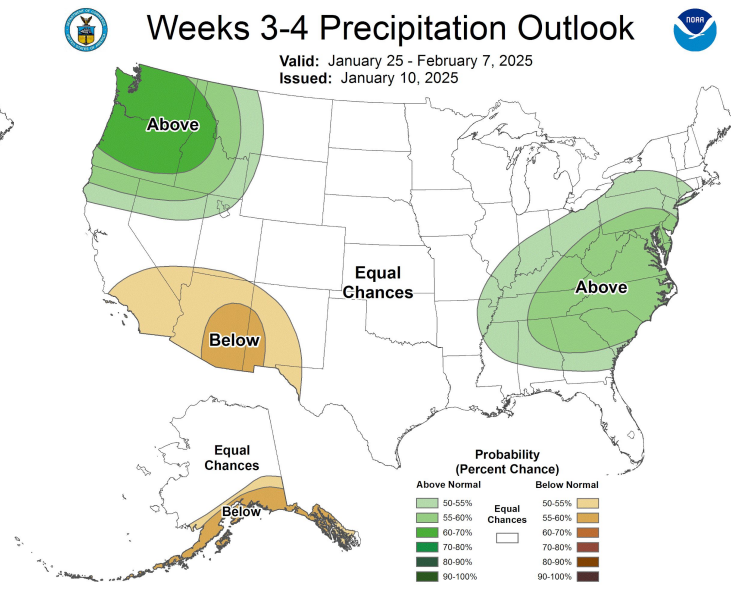 Weeks 3-4 Precipitation Outlook
NOAA
Valid: January 25 - February 7, 2025
Issued: January 10, 2025
Above
Equal
Chances
Above
Below
Equal
Chances
Below
Probability
(Percent Chance)
Above Normal
Below Normal
50-55%
55-60%
60-70%
70-80%
80-90%
90-100%
Equal
Chances
50-55%
55-60%
60-70%
70-80%
80-90%
90-100%